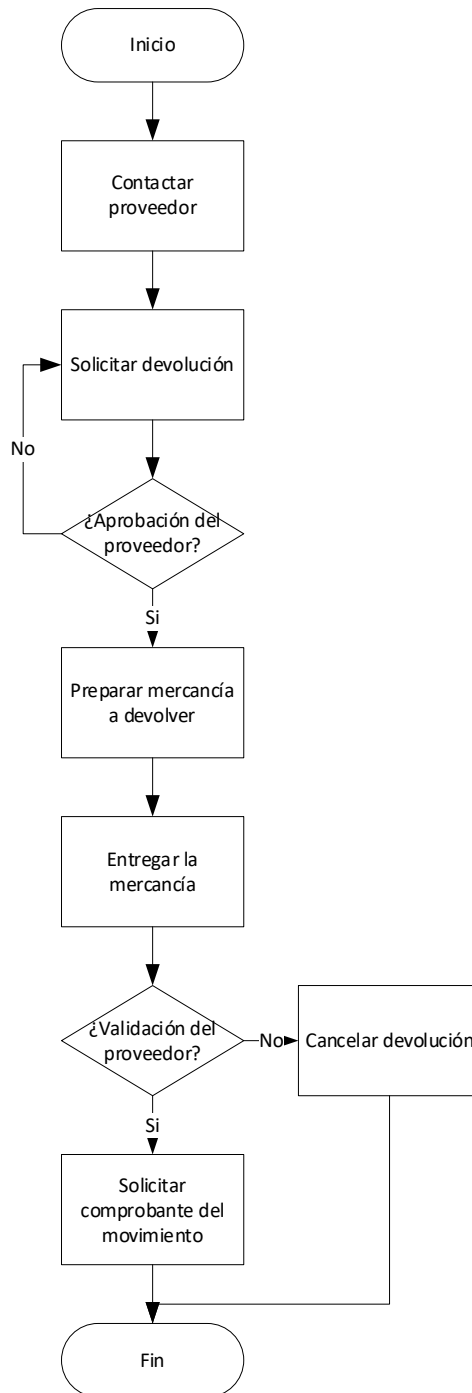 Inicio
Contactar
proveedor
Solicitar devolución
No
¿Aprobación del
proveedor?
Si
Preparar mercancía
a devolver
Entregar la
mercancía
¿Validación del
proveedor?
No
Cancelar devolución
Si
Solicitar
comprobante del
movimiento
Fin